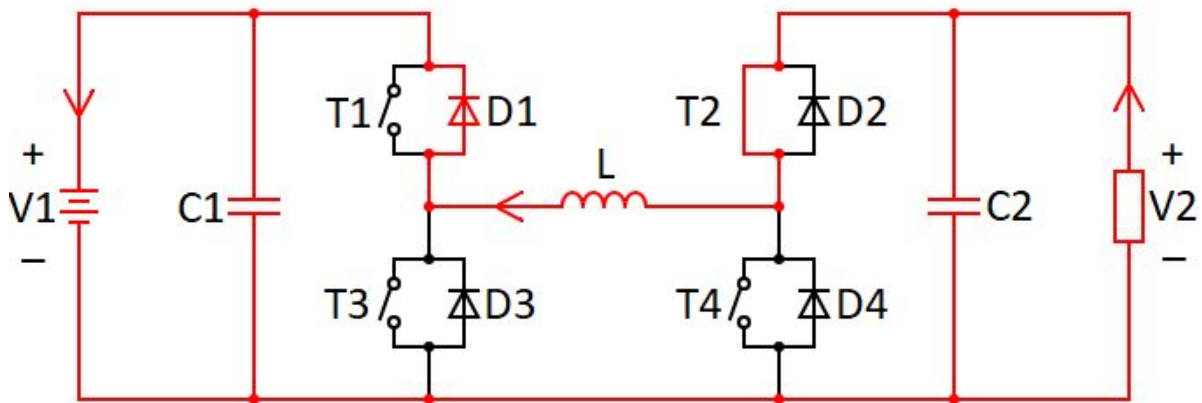 T1 D1 T2 D2
+ L +
V1 C1 C2 V2
– –
T3 D3 T4 D4